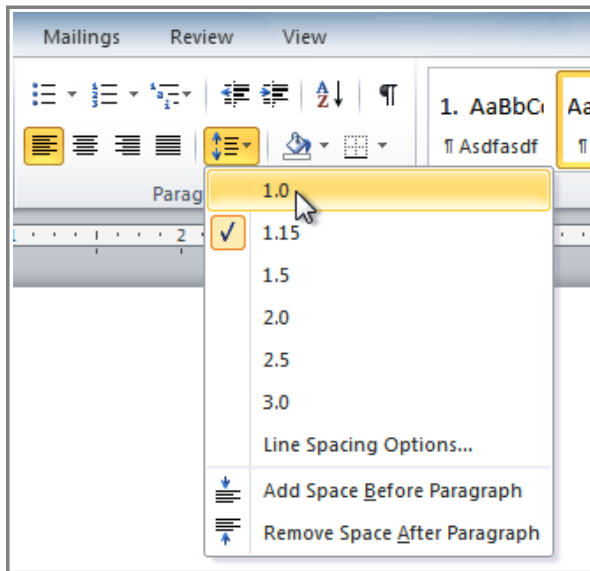 Mailings Review View
1. AaBbC
¶ Asdfasdf
Parag
2
1.0
1.15
1.5
2.0
2.5
3.0
Line Spacing Options...
Add Space Before Paragraph
Remove Space After Paragraph